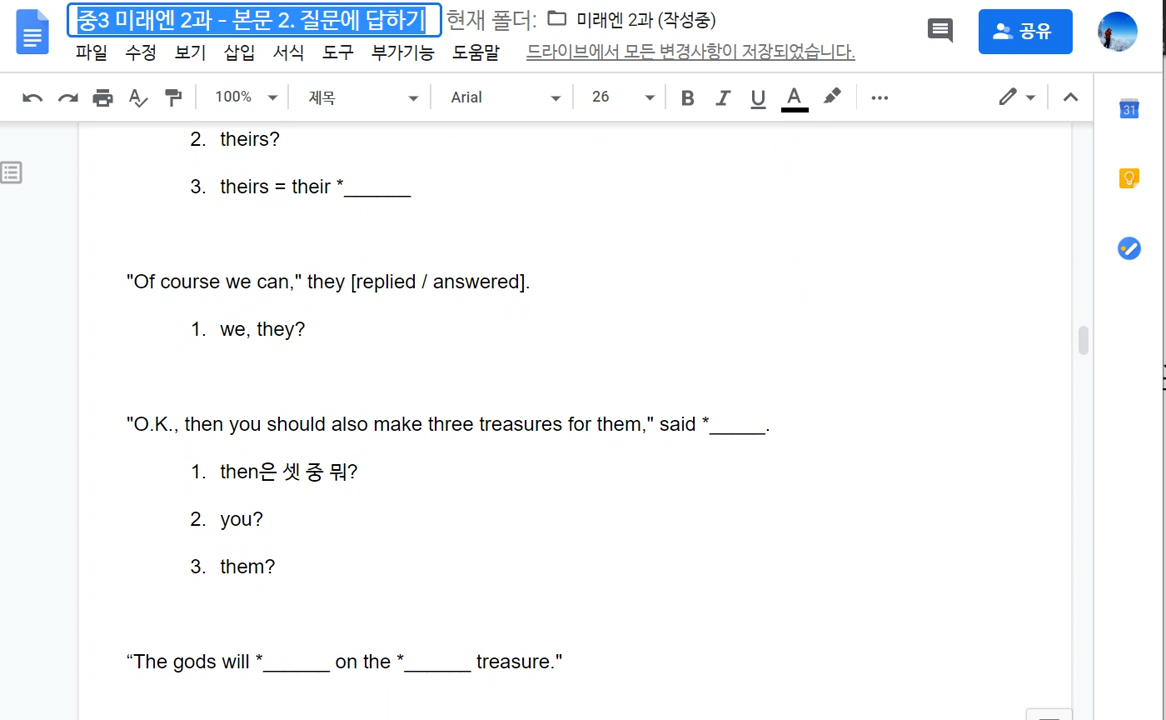 중3 미래엔 2과 - 본문 2. 질문에 답하기 현재 폴더: 미래엔 2과 (작성중)
공유
파일 수정 보기 삽입 서식 도구 부가기능 도움말 드라이브에서 모든 변경사항이 저장되었습니다.
100% 제목 Arial 26 B I U A ...
31
2. theirs?
3. theirs = their *______
"Of course we can," they [replied / answered].
1. we, they?
"O.K., then you should also make three treasures for them," said *_____.
1. then은 셋 중 뭐?
2. you?
3. them?
“The gods will *______ on the *______ treasure."